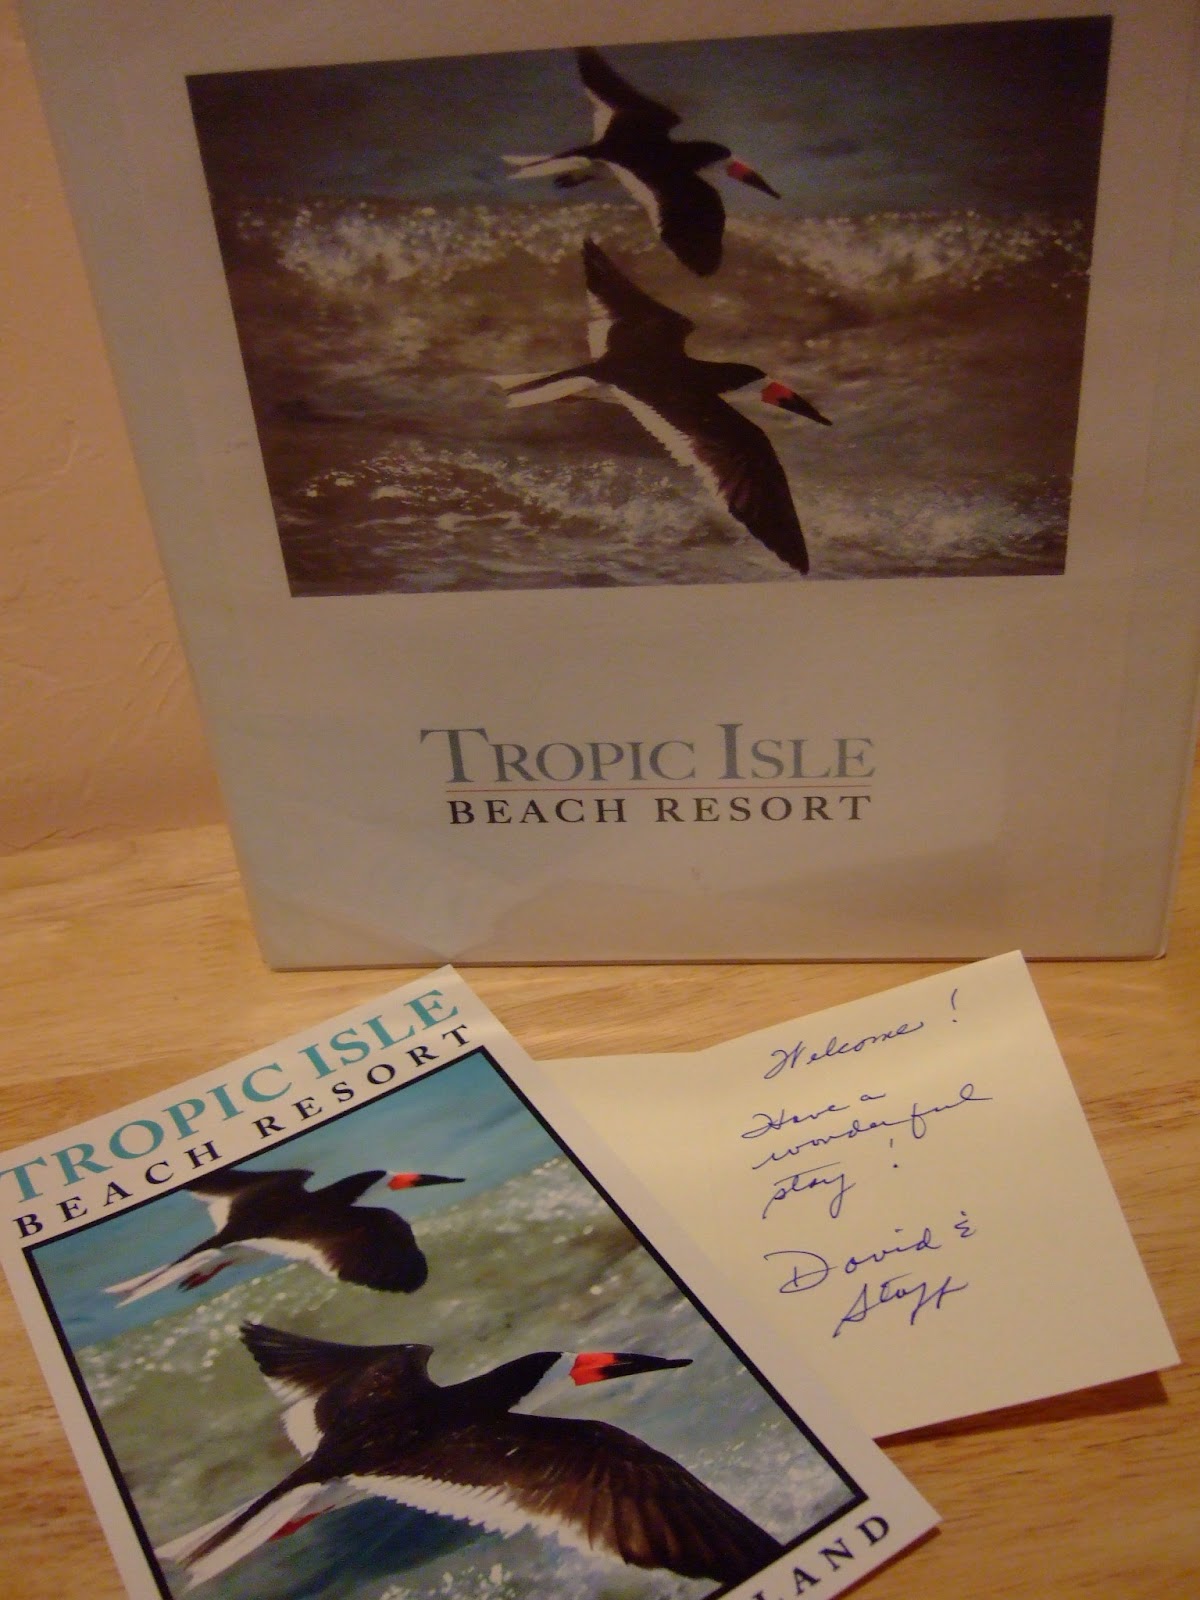 TROPIC ISLE
BEACH RESORT
TROPIC ISLE
BEACH RESORT
LAND
Welcome!
Have a
wonderful
stay!
David &
Staff